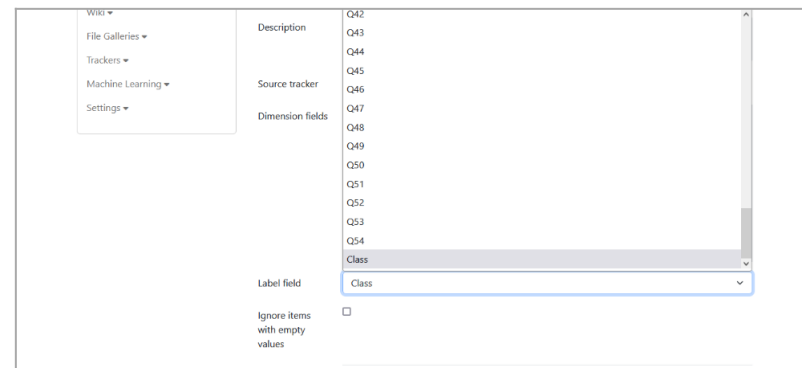 Wiki
File Galleries
Trackers
Machine Learning
Settings
Description
Source tracker
Dimension fields
Q42
Q43
Q44
Q45
Q46
Q47
Q48
Q49
Q50
Q51
Q52
Q53
Q54
Class
Label field
Class
Ignore items
with empty
values